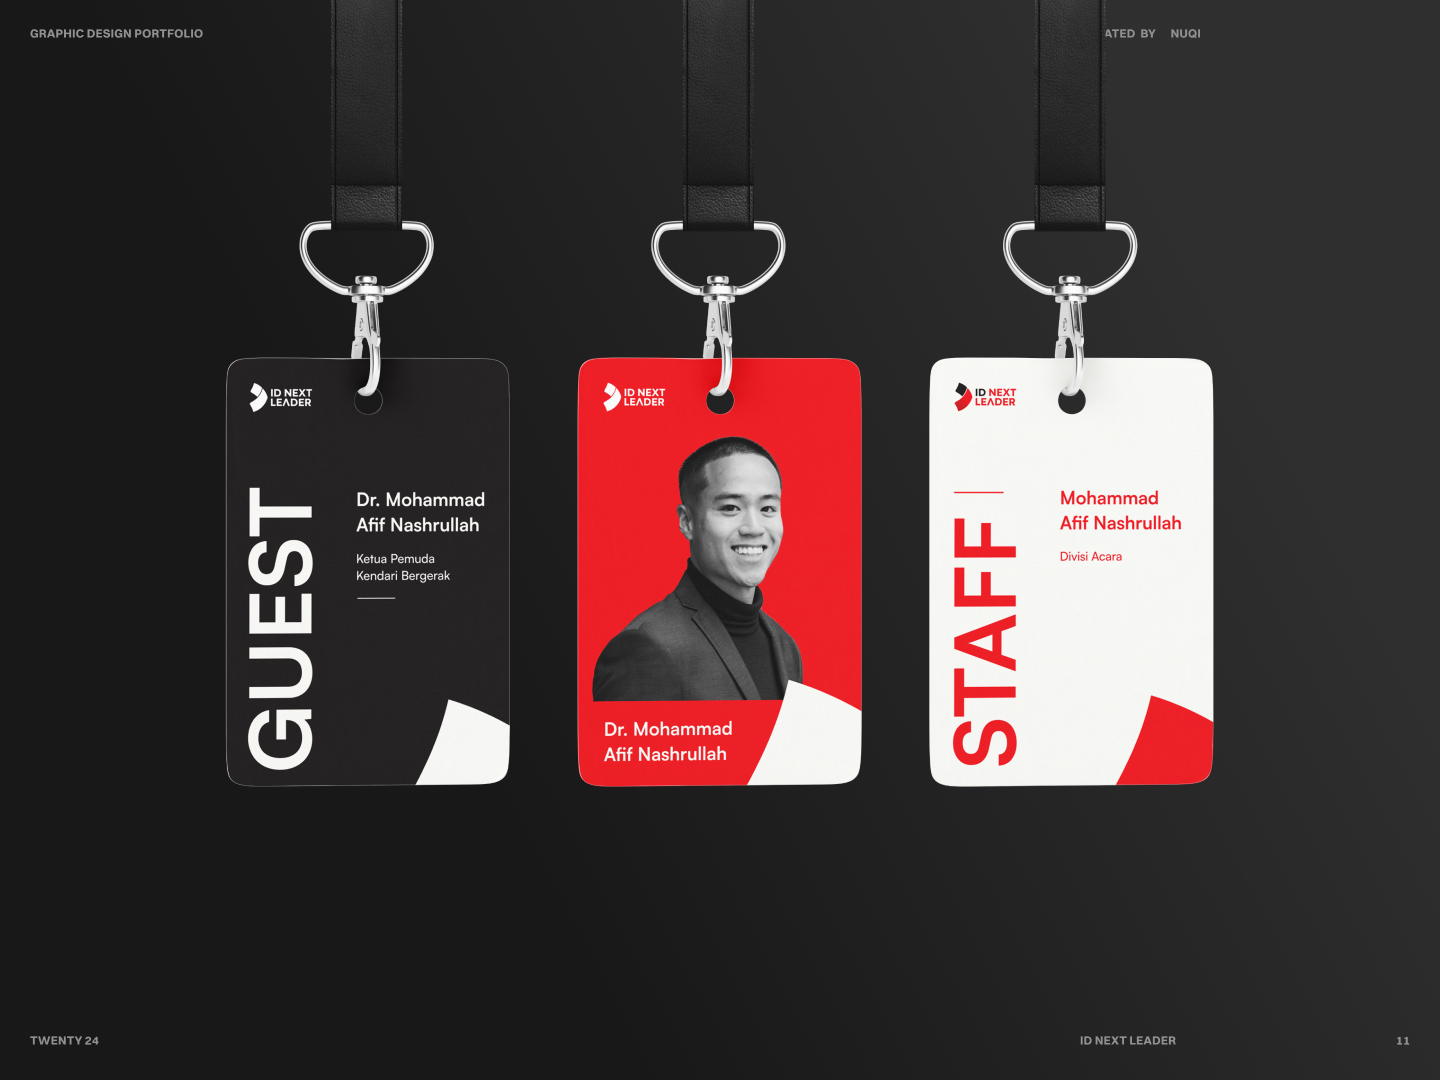 GRAPHIC DESIGN PORTFOLIO
ATED BY NUQI
ID NEXT
LEADER
GUEST
Dr. Mohammad
Afif Nashrullah
Ketua Pemuda
Kendari Bergerak
ID NEXT
LEADER
Dr. Mohammad
Afif Nashrullah
ID NEXT
LEADER
STAFF
Mohammad
Afif Nashrullah
Divisi Acara
TWENTY 24
ID NEXT LEADER
11